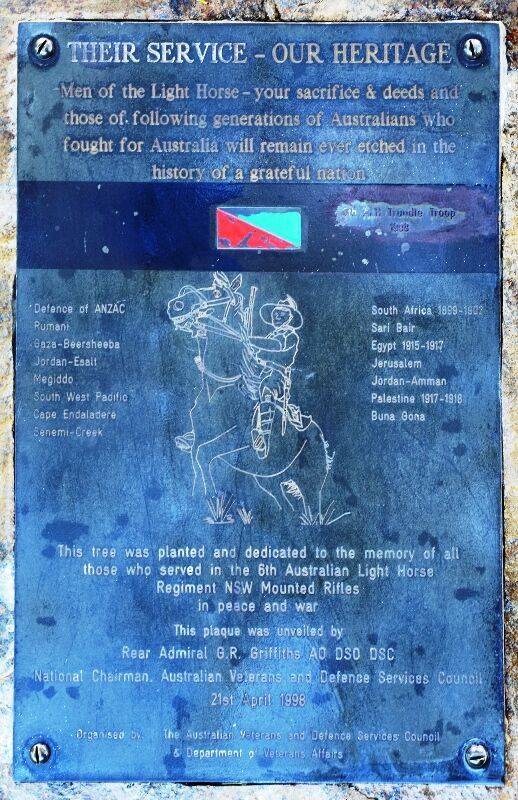 THEIR SERVICE - OUR HERITAGE
Men of the Light Horse - your sacrifice & deeds and
those of following generations of Australians who
fought for Australia will remain ever etched in the
history of a grateful nation
Trundle Troop
Defence of ANZAC
Rumani
Gaza-Beersheeba
Jordan-Esalt
Megiddo
South West Pacific
Cape Endaladere
Senemi-Creek
South Africa 1899-1902
Sari Bair
Egypt 1915-1917
Jerusalem
Jordan-Amman
Palestine 1917-1918
Buna Gona
This tree was planted and dedicated to the memory of all
those who served in the 6th Australian Light Horse
Regiment NSW Mounted Rifles
in peace and war
This plaque was unveiled by
Rear Admiral G.R. Griffiths AO DSO DSC
National Chairman, Australian Veterans and Defence Services Council
21st April 1998
Organised by: The Australian Veterans and Defence Services Council
& Department of Veterans Affairs